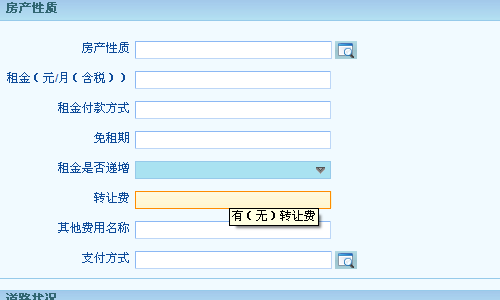 房产性质
房产性质
租金（元/月（含税））
租金付款方式
免租期
租金是否递增
转让费
有（无）转让费
其他费用名称
支付方式
道路状况